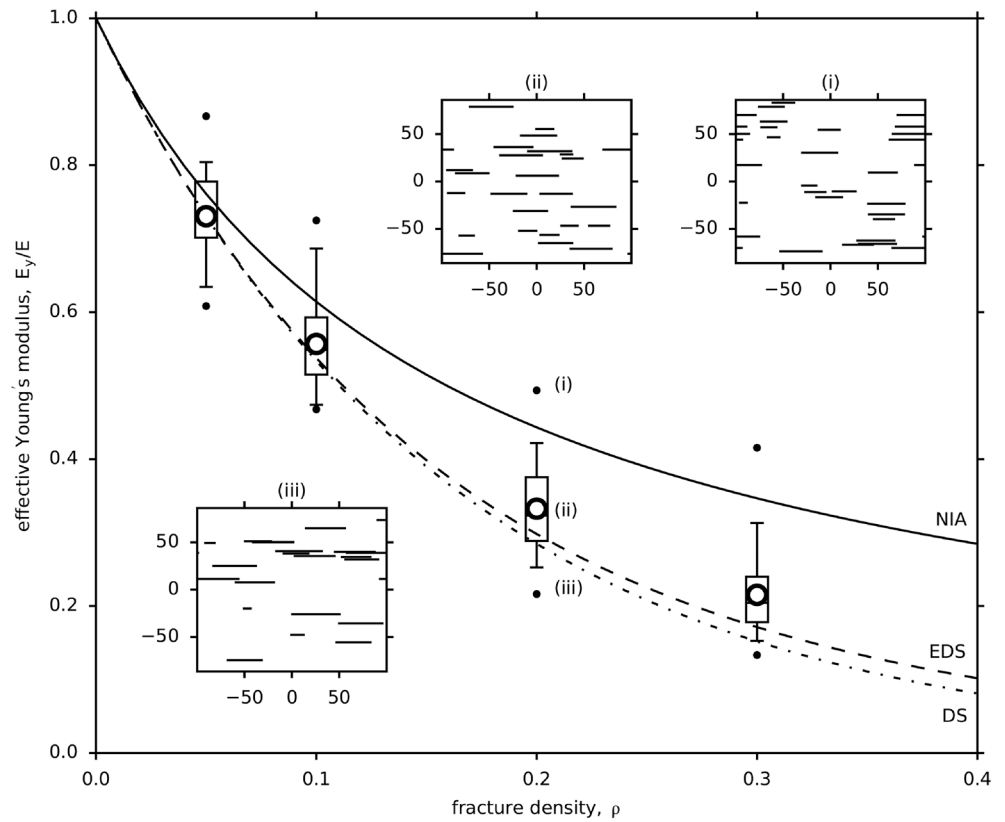 1.0
0.8
0.6
0.4
0.2
0.0
effective Young's modulus, E_y/E
(ii)
50
0
−50
−50 0 50
(i)
50
0
−50
−50 0 50
(i)
(ii)
(iii)
NIA
EDS
DS
(iii)
50
0
−50
−50 0 50
0.0 0.1 0.2 0.3 0.4
fracture density, ρ